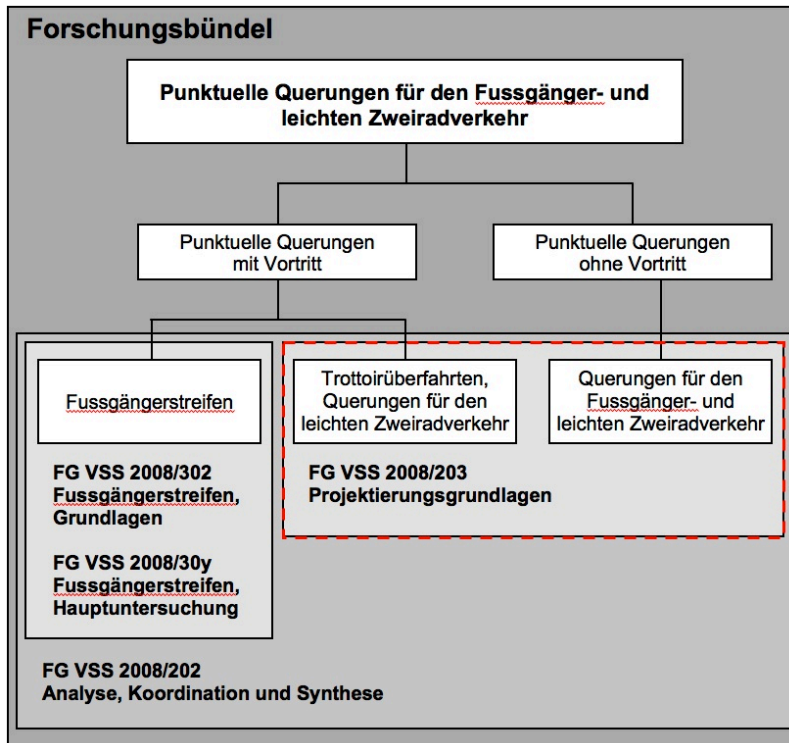 Forschungsbündel
Punktuelle Querungen für den Fussgänger- und
leichten Zweiradverkehr
Punktuelle Querungen
mit Vortritt
Punktuelle Querungen
ohne Vortritt
Fussgängerstreifen
Trottoirüberfahrten,
Querungen für den
leichten Zweiradverkehr
Querungen für den
Fussgänger- und
leichten Zweiradverkehr
FG VSS 2008/302
Fussgängerstreifen,
Grundlagen
FG VSS 2008/30y
Fussgängerstreifen,
Hauptuntersuchung
FG VSS 2008/203
Projektierungsgrundlagen
FG VSS 2008/202
Analyse, Koordination und Synthese